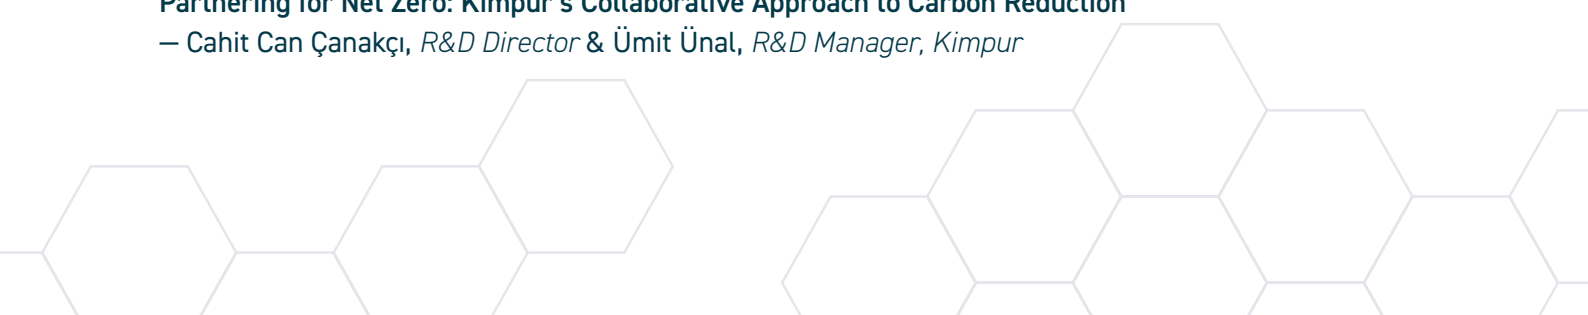 Partnering for Net Zero: Kimpur's Collaborative Approach to Carbon Reduction
— Cahit Can Çanakçı, R&D Director & Ümit Ünal, R&D Manager, Kimpur